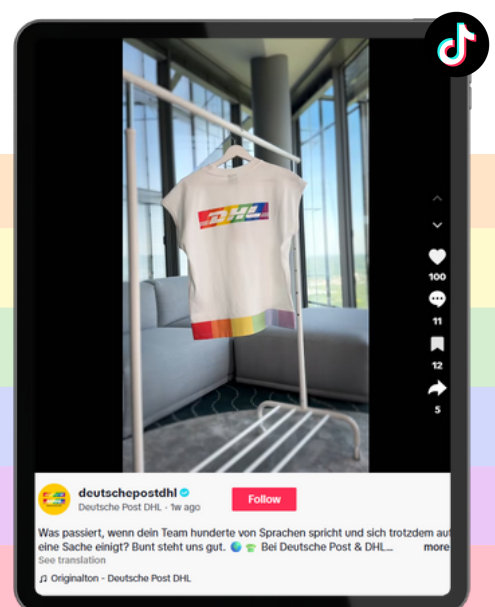 DHL
100
11
12
5
deutschepostdhl
Deutsche Post DHL · 1w ago
Follow
Was passiert, wenn dein Team hunderte von Sprachen spricht und sich trotzdem auf
eine Sache einigt? Bunt steht uns gut. 🌍 👕 Bei Deutsche Post & DHL... more
See translation
♫ Originalton - Deutsche Post DHL